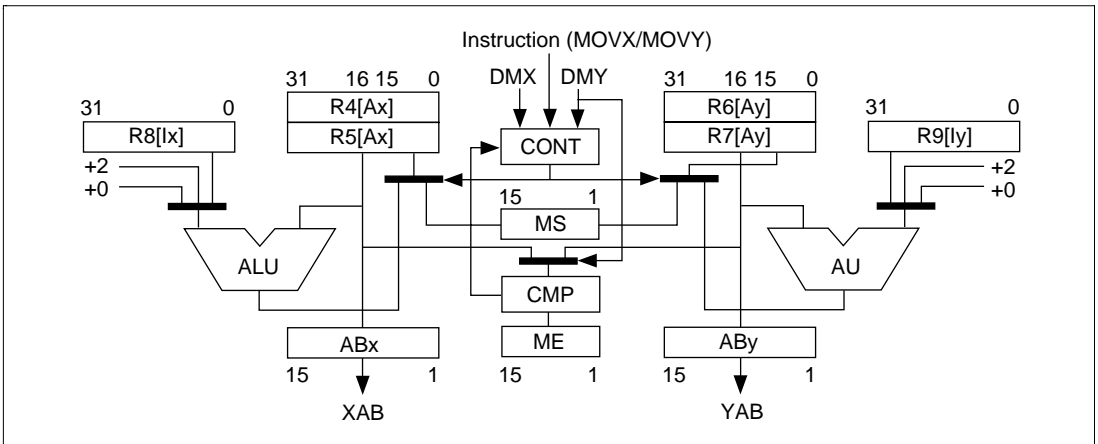 Instruction (MOVX/MOVY)
DMX DMY
31 16 15 0
31 16 15 0
31 0
31 0
R4[Ax]
R5[Ax]
R6[Ay]
R7[Ay]
R8[Ix]
R9[Iy]
CONT
+2
+0
+2
+0
15 1
MS
ALU
AU
CMP
ME
ABx
ABy
15 1
15 1
15 1
XAB
YAB